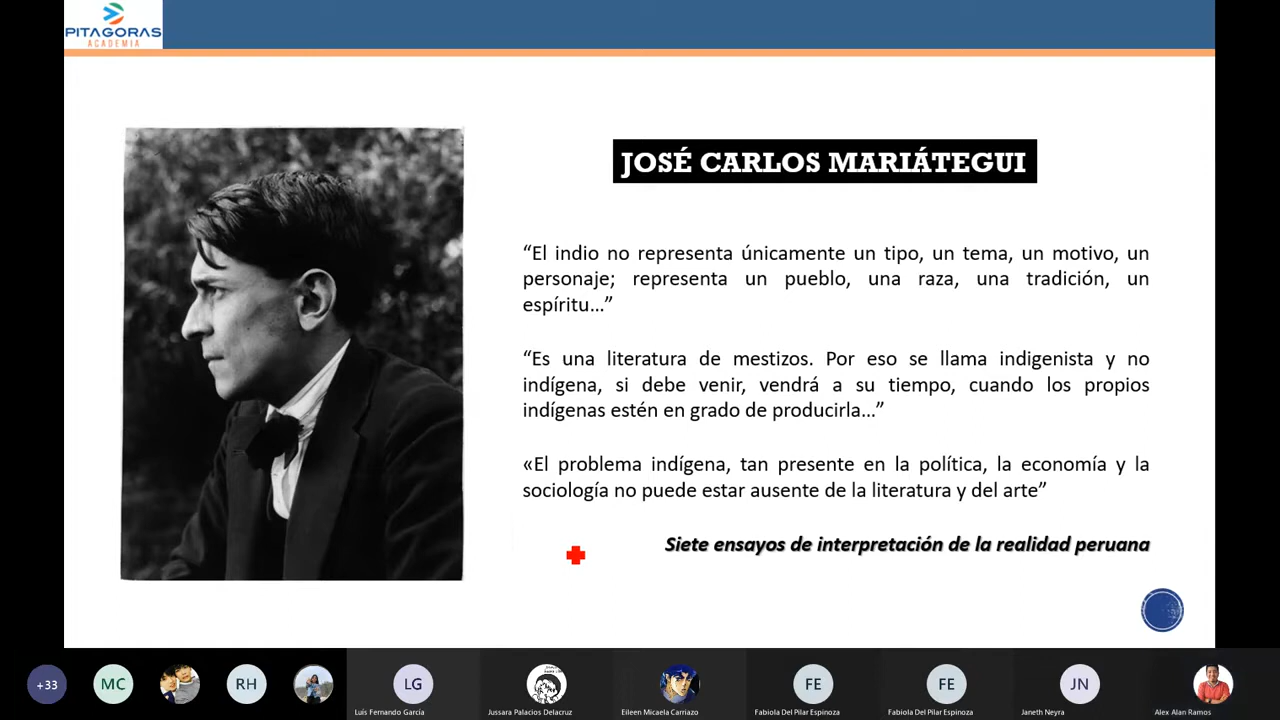 PITAGORAS
ACADEMIA
JOSÉ CARLOS MARIÁTEGUI
“El indio no representa únicamente un tipo, un tema, un motivo, un
personaje; representa un pueblo, una raza, una tradición, un
espíritu...”
“Es una literatura de mestizos. Por eso se llama indigenista y no
indígena, si debe venir, vendrá a su tiempo, cuando los propios
indígenas estén en grado de producirla...”
«El problema indígena, tan presente en la política, la economía y la
sociología no puede estar ausente de la literatura y del arte”
Siete ensayos de interpretación de la realidad peruana
+33
MC
RH
LG
FE
FE
JN
Luis Fernando García
Jussara Palacios Delacruz
Eileen Micaela Carriazo
Fabiola Del Pilar Espinoza
Fabiola Del Pilar Espinoza
Janeth Neyra
Alex Alan Ramos